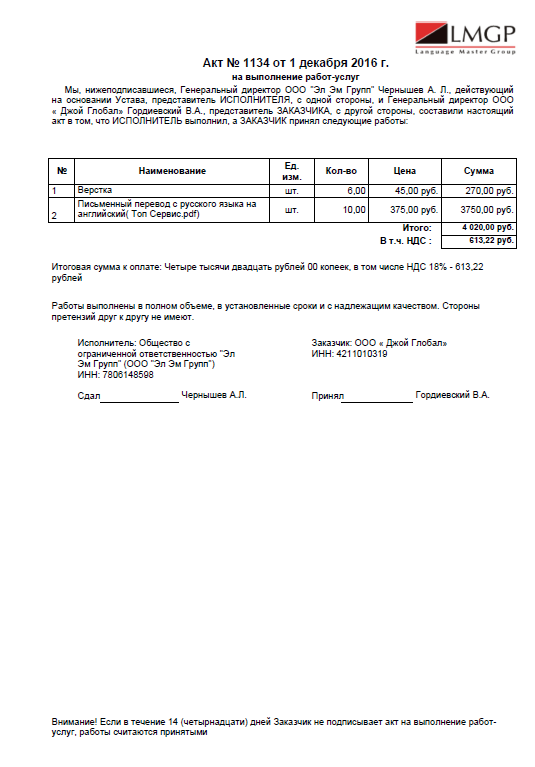 LMGP
Language Master Group
Акт № 1134 от 1 декабря 2016 г.
на выполнение работ-услуг
Мы, нижеподписавшиеся, Генеральный директор ООО "Эл Эм Групп" Чернышев А. Л., действующий
на основании Устава, представитель ИСПОЛНИТЕЛЯ, с одной стороны, и Генеральный директор ООО
« Джой Глобал» Гордиевский В.А., представитель ЗАКАЗЧИКА, с другой стороны, составили настоящий
акт в том, что ИСПОЛНИТЕЛЬ выполнил, а ЗАКАЗЧИК принял следующие работы:
№ Наименование Ед. изм. Кол-во Цена Сумма
1 Верстка шт. 6,00 45,00 руб. 270,00 руб.
2 Письменный перевод с русского языка на английский( Топ Сервис.pdf) шт. 10,00 375,00 руб. 3750,00 руб.
Итого: 4 020,00 руб.
В т.ч. НДС : 613,22 руб.
Итоговая сумма к оплате: Четыре тысячи двадцать рублей 00 копеек, в том числе НДС 18% - 613,22
рублей
Работы выполнены в полном объеме, в установленные сроки и с надлежащим качеством. Стороны
претензий друг к другу не имеют.
Исполнитель: Общество с
ограниченной ответственностью "Эл
Эм Групп" (ООО "Эл Эм Групп")
ИНН: 7806148598
Заказчик: ООО « Джой Глобал»
ИНН: 4211010319
Сдал Чернышев А.Л.
Принял Гордиевский В.А.
Внимание! Если в течение 14 (четырнадцати) дней Заказчик не подписывает акт на выполнение работ-
услуг, работы считаются принятыми